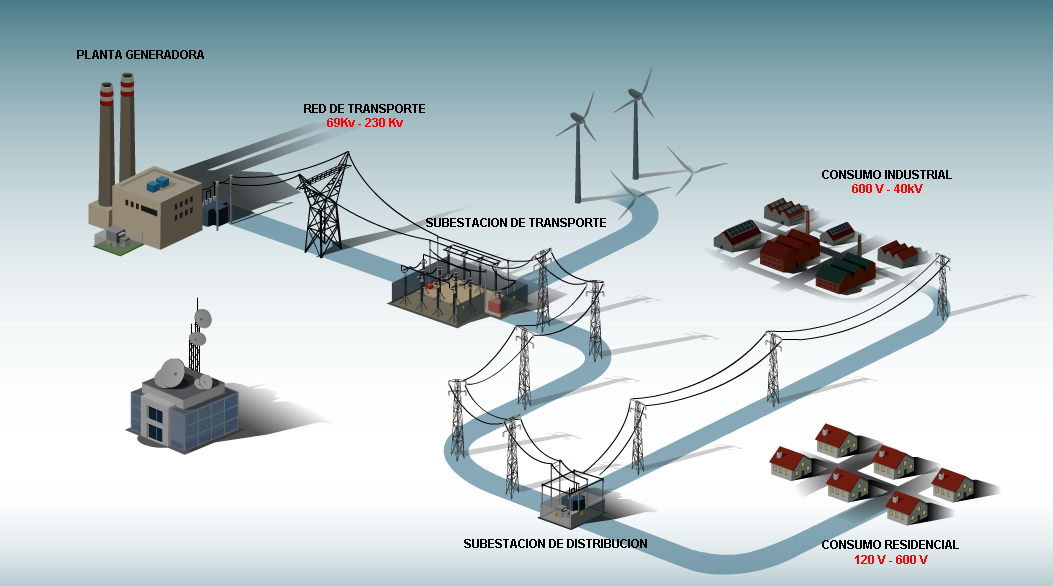 PLANTA GENERADORA
RED DE TRANSPORTE
69Kv - 230 Kv
CONSUMO INDUSTRIAL
600 V - 40kV
SUBESTACION DE TRANSPORTE
SUBESTACION DE DISTRIBUCION
CONSUMO RESIDENCIAL
120 V - 600 V